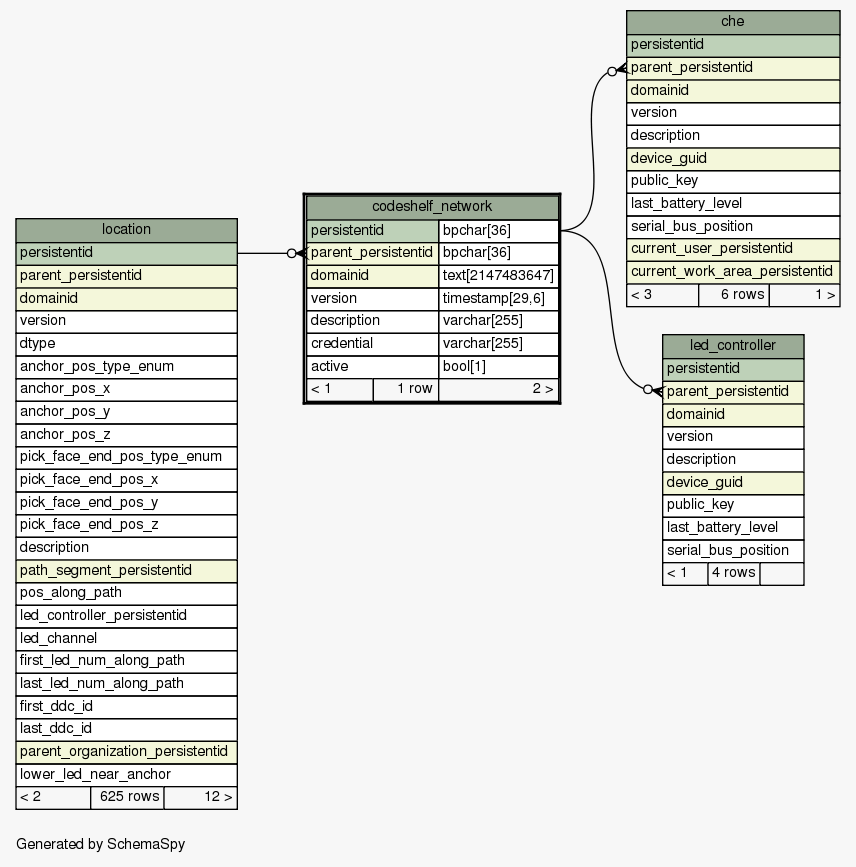 che
persistentid
parent_persistentid
domainid
version
description
device_guid
public_key
last_battery_level
serial_bus_position
current_user_persistentid
current_work_area_persistentid
< 3 6 rows 1 >
codeshelf_network
persistentid bpchar[36]
parent_persistentid bpchar[36]
domainid text[2147483647]
version timestamp[29,6]
description varchar[255]
credential varchar[255]
active bool[1]
< 1 1 row 2 >
location
persistentid
parent_persistentid
domainid
version
dtype
anchor_pos_type_enum
anchor_pos_x
anchor_pos_y
anchor_pos_z
pick_face_end_pos_type_enum
pick_face_end_pos_x
pick_face_end_pos_y
pick_face_end_pos_z
description
path_segment_persistentid
pos_along_path
led_controller_persistentid
led_channel
first_led_num_along_path
last_led_num_along_path
first_ddc_id
last_ddc_id
parent_organization_persistentid
lower_led_near_anchor
< 2 625 rows 12 >
led_controller
persistentid
parent_persistentid
domainid
version
description
device_guid
public_key
last_battery_level
serial_bus_position
< 1 4 rows
Generated by SchemaSpy